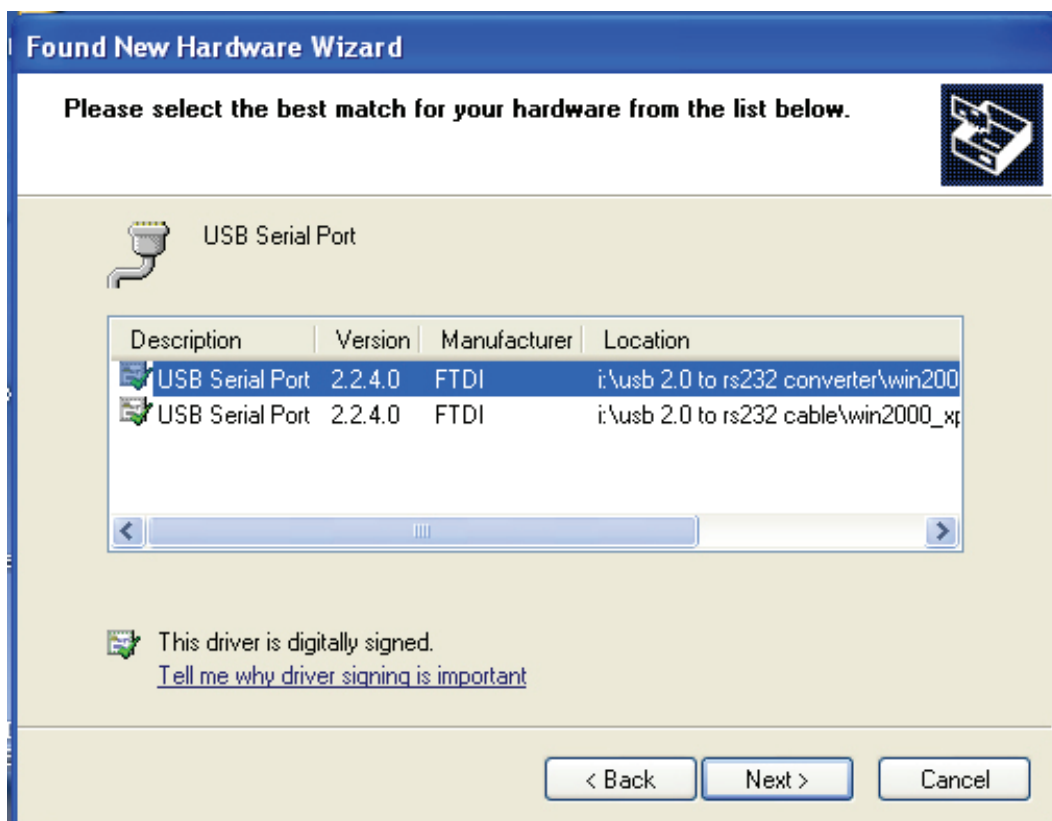 Found New Hardware Wizard
Please select the best match for your hardware from the list below.
USB Serial Port
Description Version Manufacturer Location
USB Serial Port 2.2.4.0 FTDI i:\usb 2.0 to rs232 converter\win200
USB Serial Port 2.2.4.0 FTDI i:\usb 2.0 to rs232 cable\win2000_xp
This driver is digitally signed.
Tell me why driver signing is important
< Back Next > Cancel